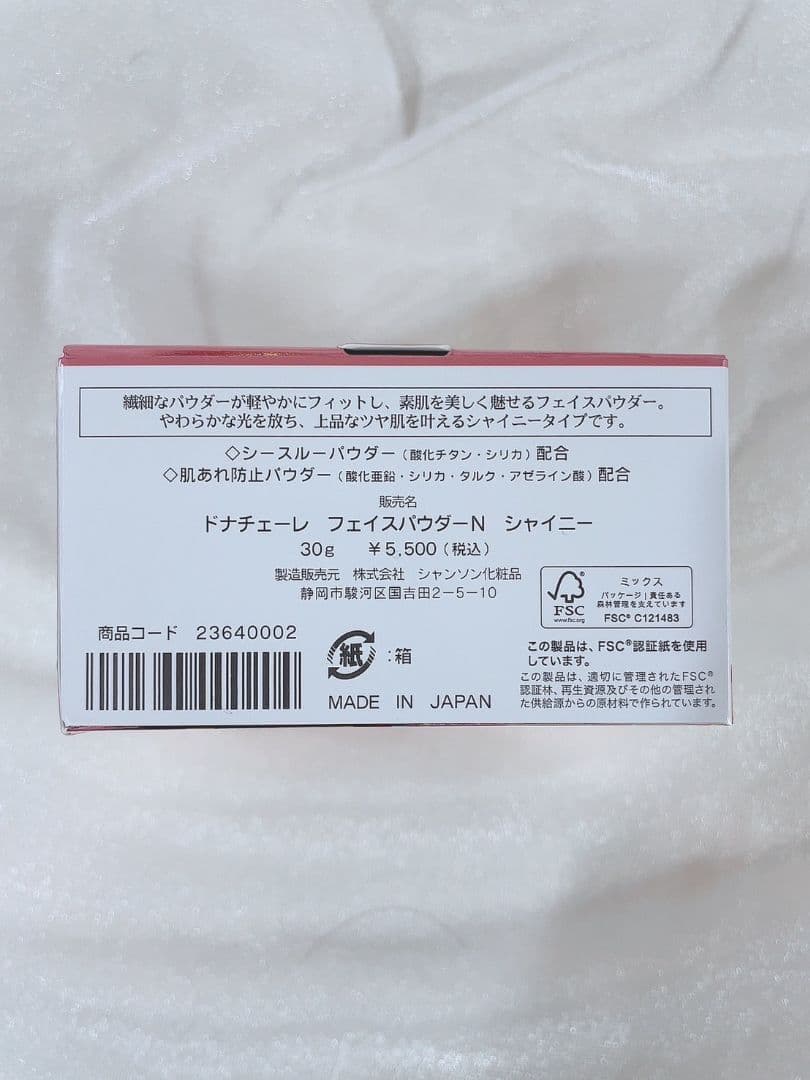 繊細なパウダーが軽やかにフィットし、素肌を美しく魅せるフェイスパウダー。
やわらかな光を放ち、上品なツヤ肌を叶えるシャイニータイプです。
◇シースルーパウダー（酸化チタン・シリカ）配合
◇肌あれ防止パウダー（酸化亜鉛・シリカ・タルク・アゼライン酸）配合
販売名
ドナチェーレ フェイスパウダーN シャイニー
30g ￥5,500（税込）
製造販売元 株式会社 シャンソン化粧品
静岡市駿河区国吉田2-5-10
商品コード 23640002
紙 :箱
MADE IN JAPAN
FSC
www.fsc.org
ミックス
パッケージ|責任ある
森林管理を支えています
FSC® C121483
この製品は、FSC®認証紙を使用
しています。
この製品は、適切に管理されたFSC®
認証林、再生資源及びその他の管理され
た供給源からの原材料で作られています。